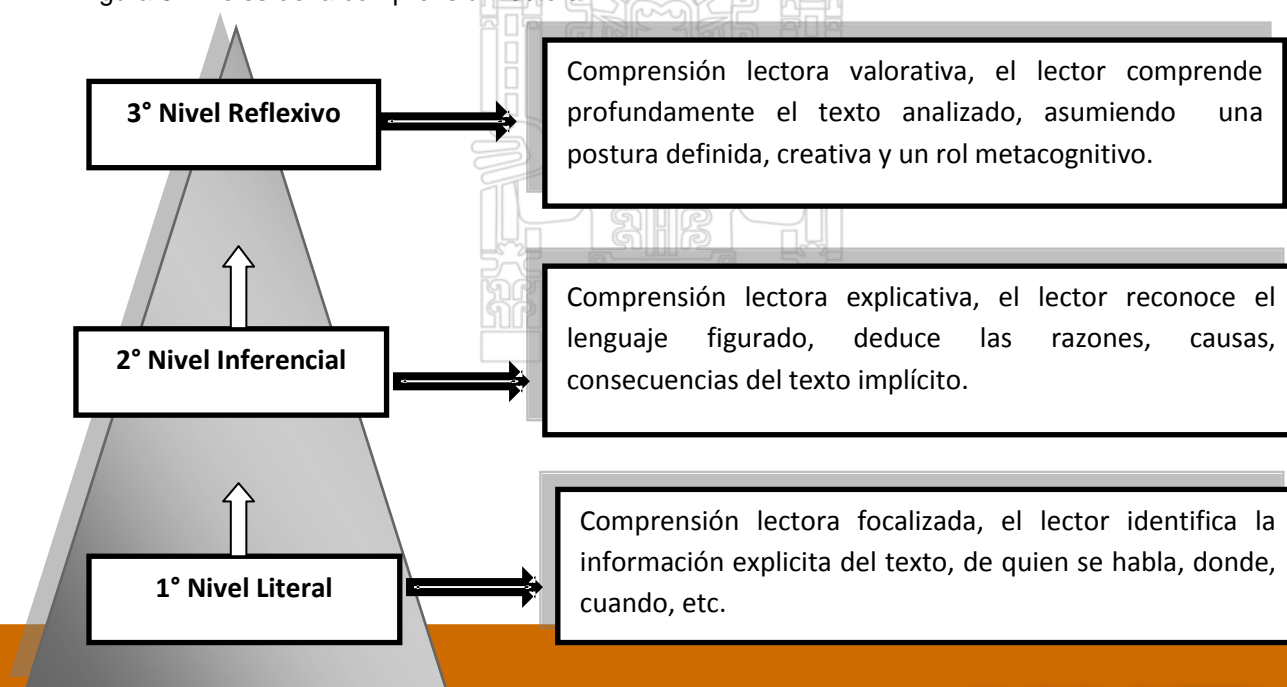 3° Nivel Reflexivo
Comprensión lectora valorativa, el lector comprende
profundamente el texto analizado, asumiendo una
postura definida, creativa y un rol metacognitivo.
2° Nivel Inferencial
Comprensión lectora explicativa, el lector reconoce el
lenguaje figurado, deduce las razones, causas,
consecuencias del texto implícito.
1° Nivel Literal
Comprensión lectora focalizada, el lector identifica la
información explicita del texto, de quien se habla, donde,
cuando, etc.